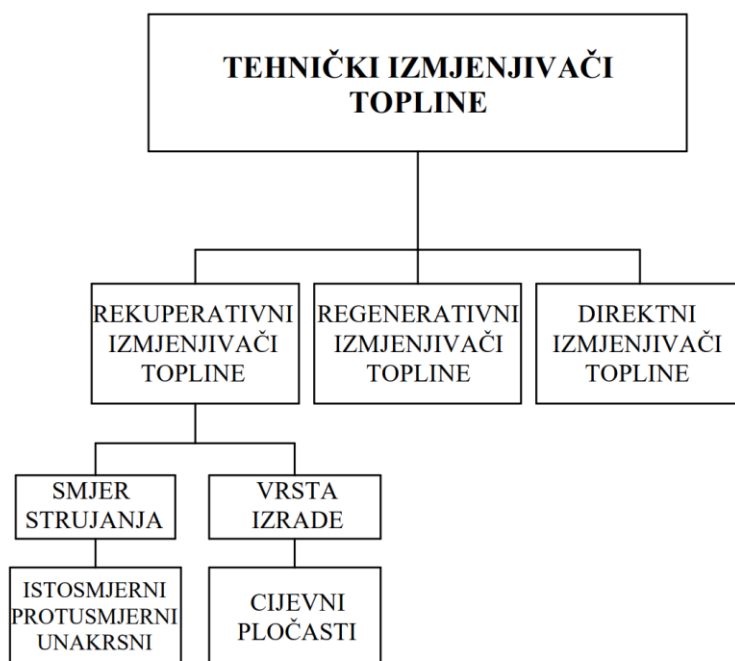 TEHNIČKI IZMJENJIVAČI
TOPLINE
REKUPERATIVNI
IZMJENJIVAČI
TOPLINE
REGENERATIVNI
IZMJENJIVAČI
TOPLINE
DIREKTNI
IZMJENJIVAČI
TOPLINE
SMJER
STRUJANJA
VRSTA
IZRADE
ISTOSMJERNI
PROTUSMJERNI
UNAKRSNI
CIJEVNI
PLOČASTI